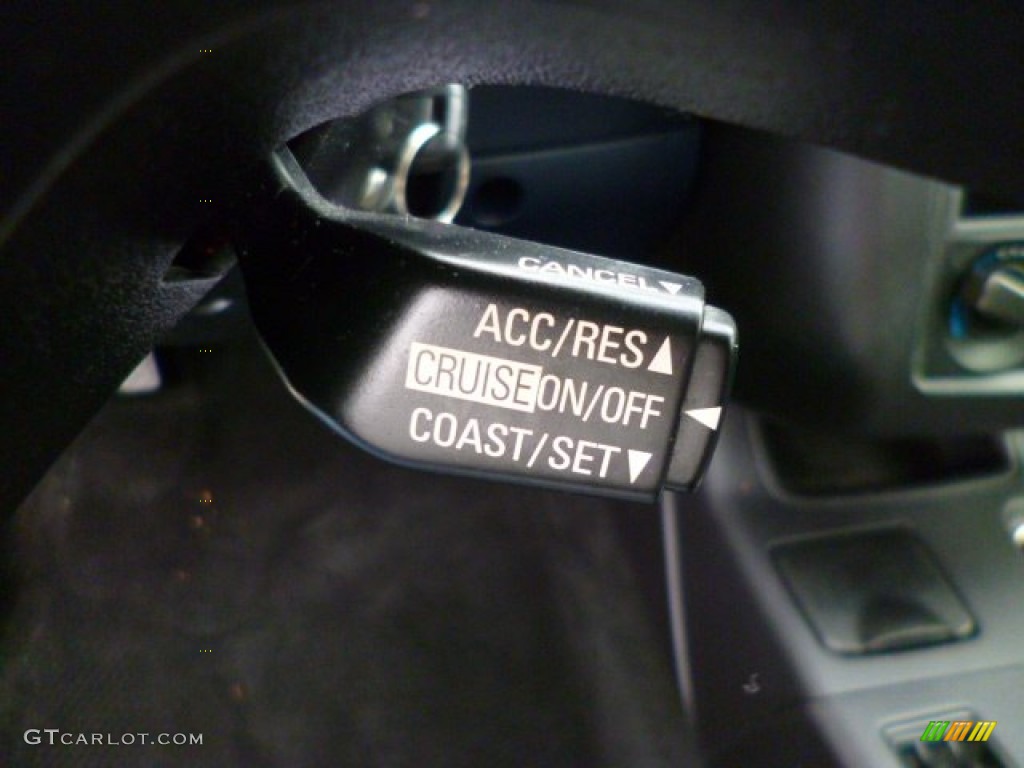 CANCEL▼
ACC/RES▲
CRUISE ON/OFF ◄
COAST/SET▼
GTCARLOT.COM